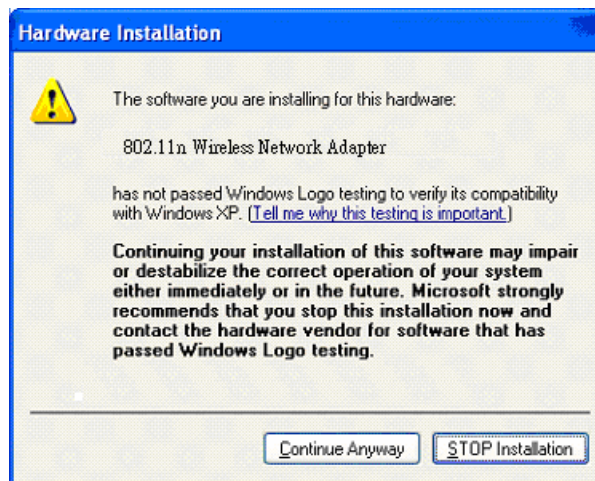 Hardware Installation
The software you are installing for this hardware:
802.11n Wireless Network Adapter
has not passed Windows Logo testing to verify its compatibility
with Windows XP. (Tell me why this testing is important.)
Continuing your installation of this software may impair
or destabilize the correct operation of your system
either immediately or in the future. Microsoft strongly
recommends that you stop this installation now and
contact the hardware vendor for software that has
passed Windows Logo testing.
Continue Anyway
STOP Installation